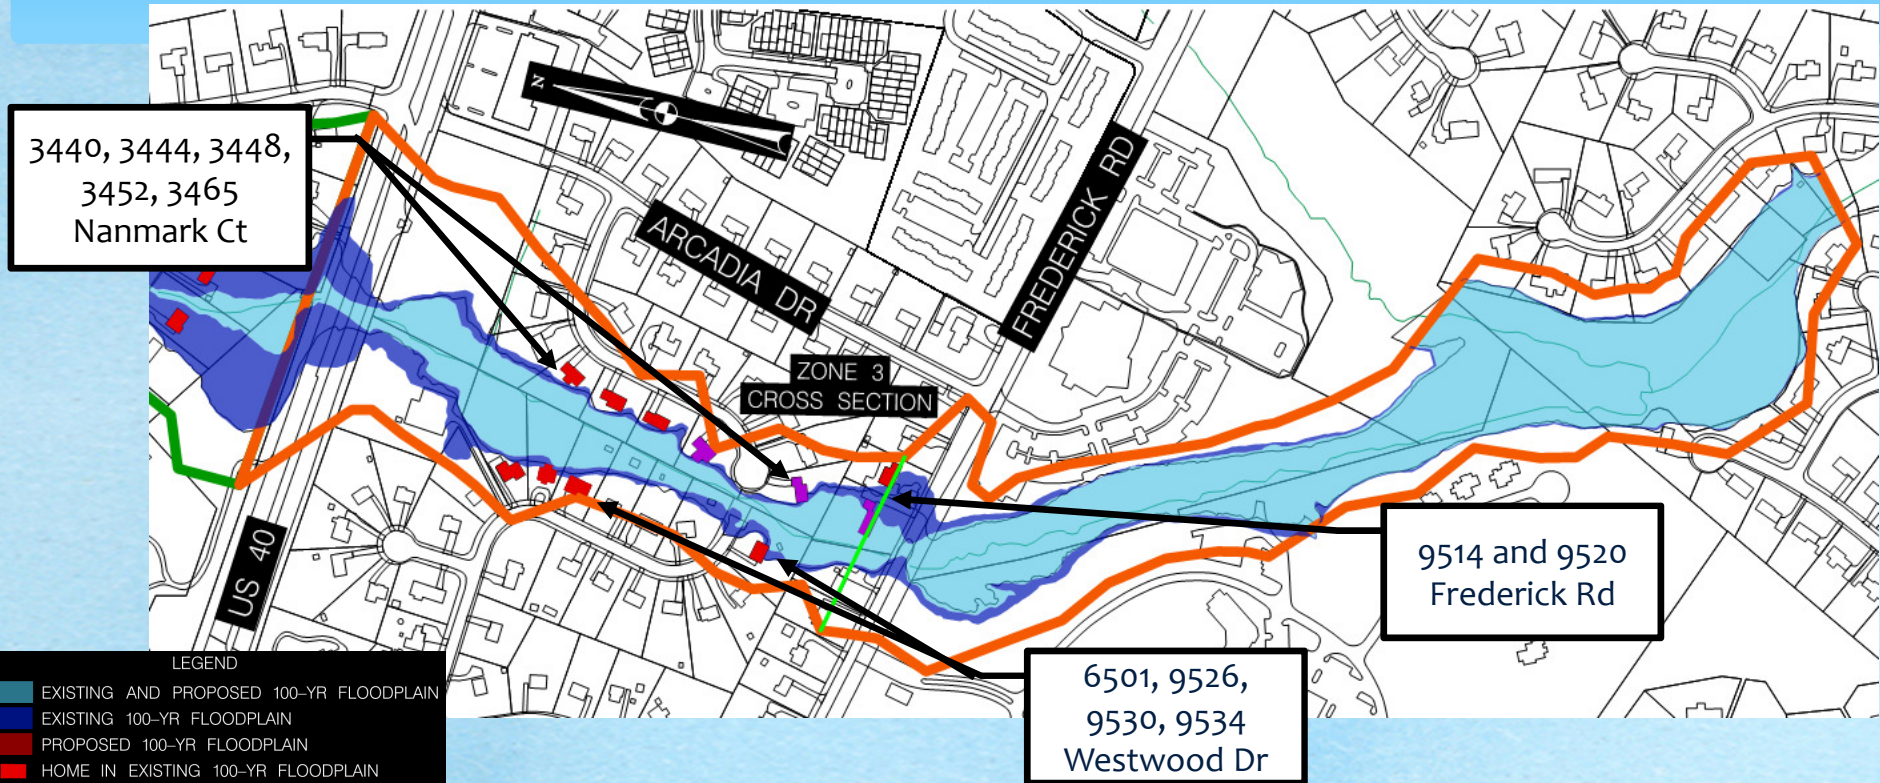 3440, 3444, 3448,
3452, 3465
Nanmark Ct
N
ARCADIA DR
FREDERICK RD
ZONE 3
CROSS SECTION
US 40
9514 and 9520
Frederick Rd
6501, 9526,
9530, 9534
Westwood Dr
LEGEND
EXISTING AND PROPOSED 100-YR FLOODPLAIN
EXISTING 100-YR FLOODPLAIN
PROPOSED 100-YR FLOODPLAIN
HOME IN EXISTING 100-YR FLOODPLAIN